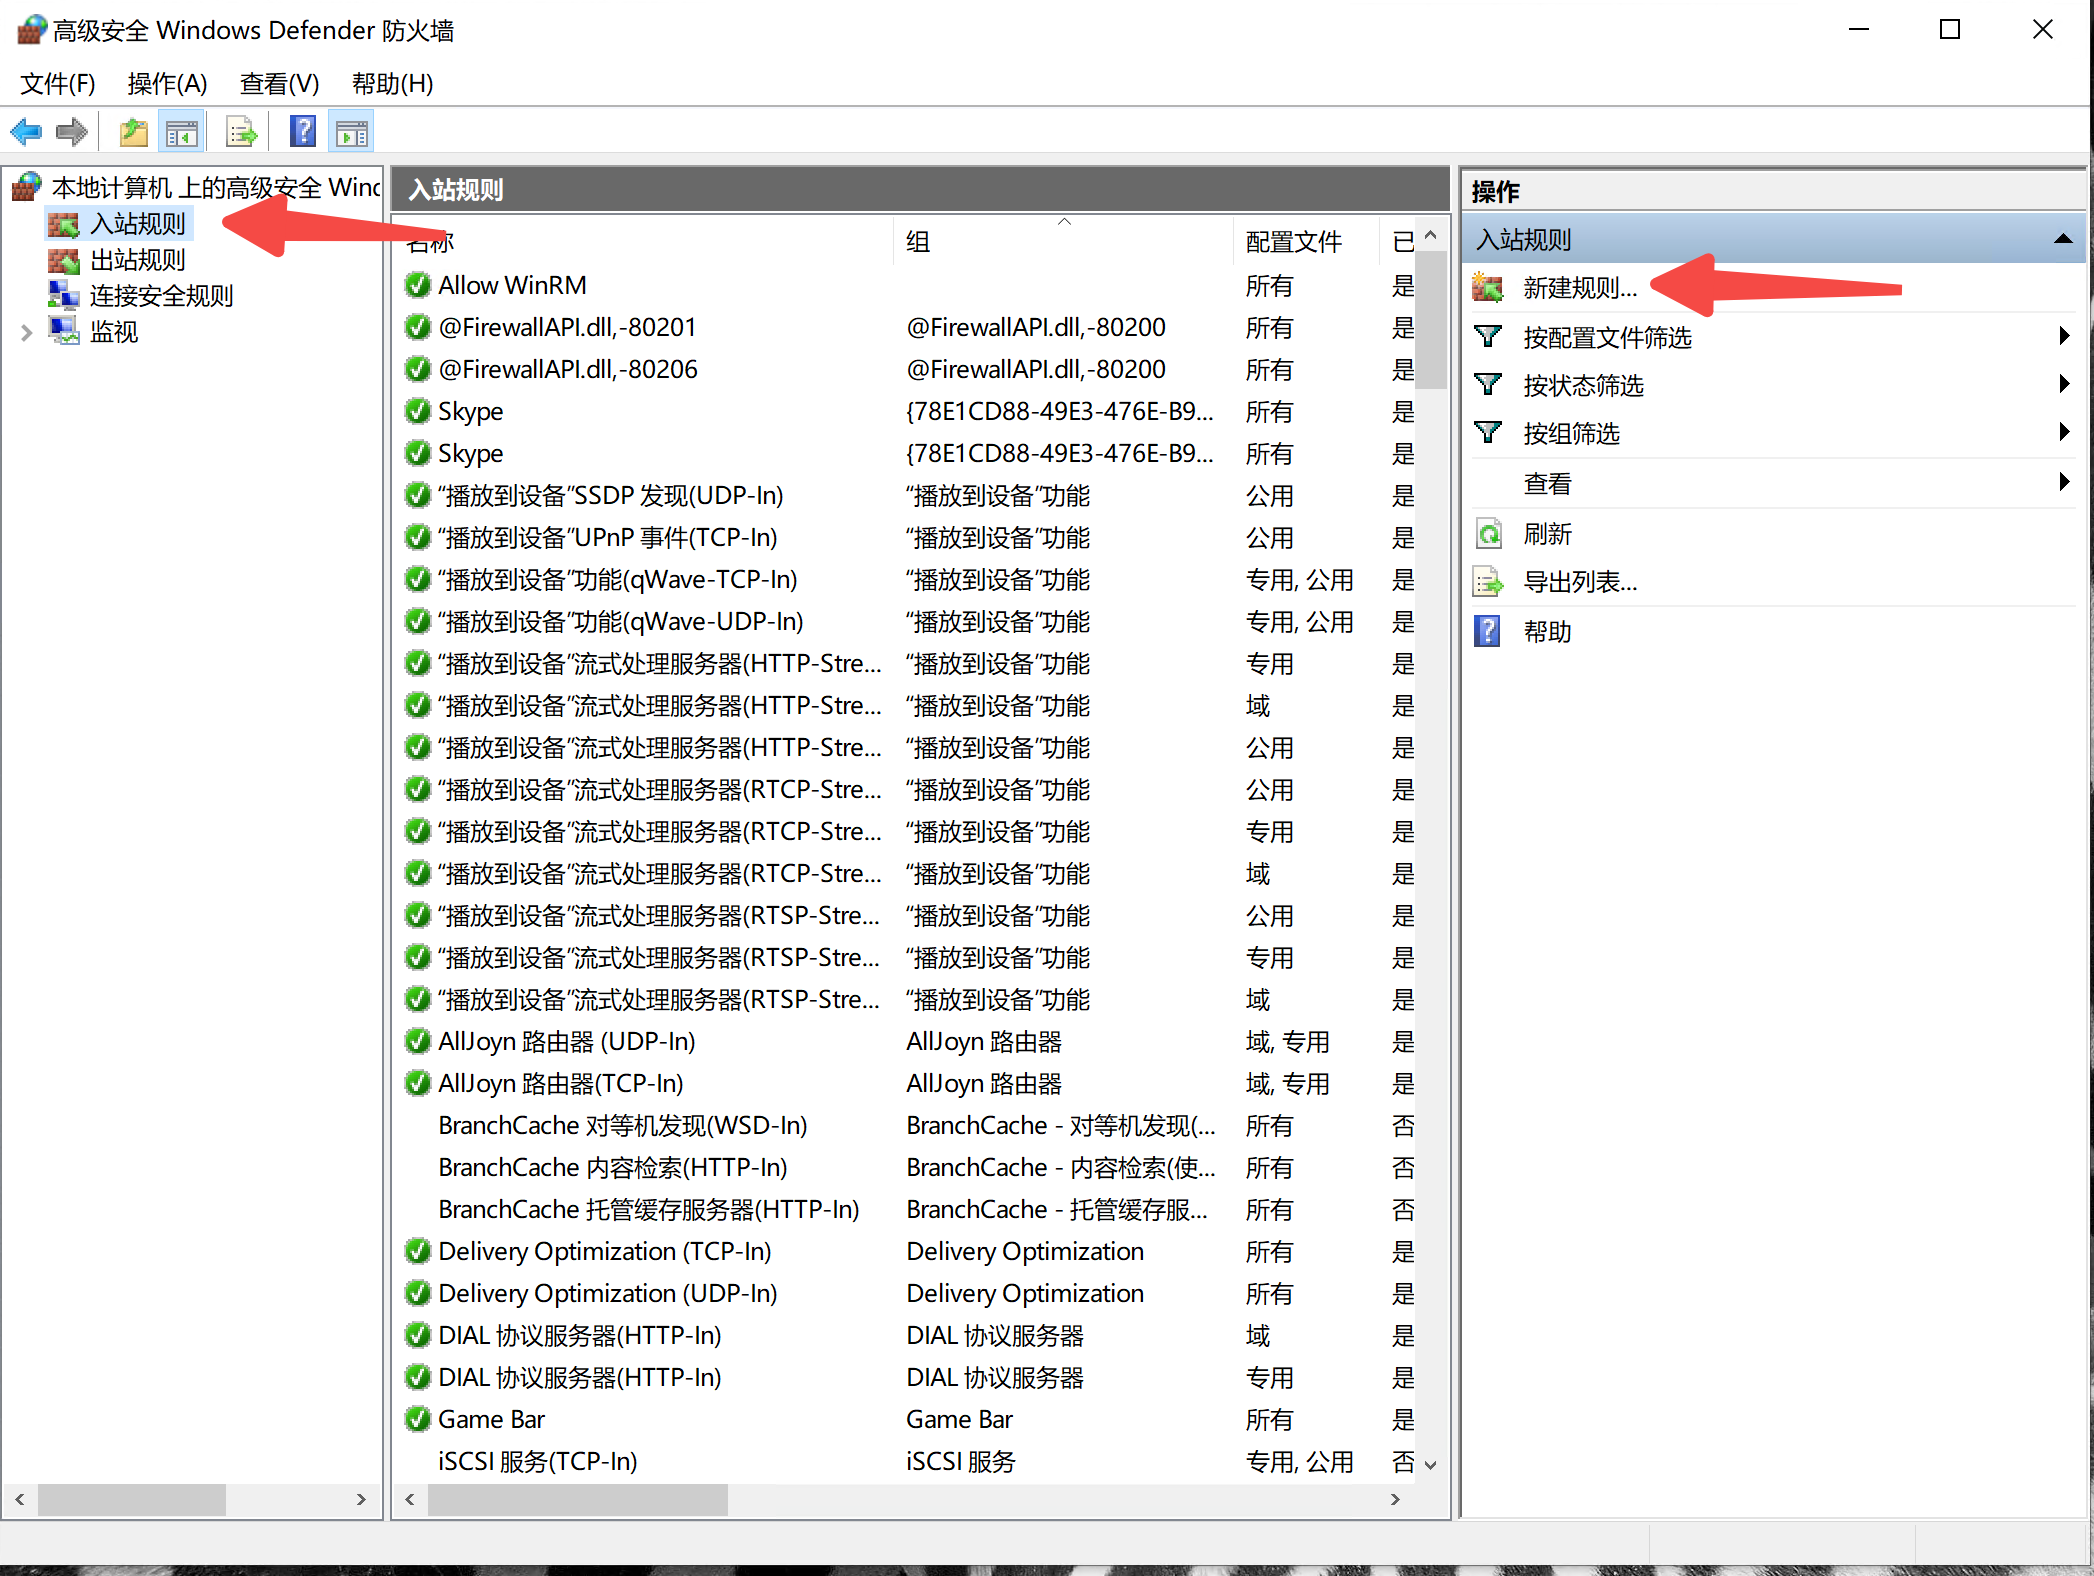 高级安全 Windows Defender 防火墙
文件(F) 操作(A) 查看(V) 帮助(H)
本地计算机 上的高级安全 Wind
入站规则
出站规则
连接安全规则
监视
入站规则
名称 组 配置文件 已
Allow WinRM 所有 是
@FirewallAPI.dll,-80201 @FirewallAPI.dll,-80200 所有 是
@FirewallAPI.dll,-80206 @FirewallAPI.dll,-80200 所有 是
Skype {78E1CD88-49E3-476E-B9... 所有 是
Skype {78E1CD88-49E3-476E-B9... 所有 是
“播放到设备”SSDP 发现(UDP-In) “播放到设备”功能 公用 是
“播放到设备”UPnP 事件(TCP-In) “播放到设备”功能 公用 是
“播放到设备”功能(qWave-TCP-In) “播放到设备”功能 专用, 公用 是
“播放到设备”功能(qWave-UDP-In) “播放到设备”功能 专用, 公用 是
“播放到设备”流式处理服务器(HTTP-Stre... “播放到设备”功能 专用 是
“播放到设备”流式处理服务器(HTTP-Stre... “播放到设备”功能 域 是
“播放到设备”流式处理服务器(HTTP-Stre... “播放到设备”功能 公用 是
“播放到设备”流式处理服务器(RTCP-Stre... “播放到设备”功能 公用 是
“播放到设备”流式处理服务器(RTCP-Stre... “播放到设备”功能 专用 是
“播放到设备”流式处理服务器(RTCP-Stre... “播放到设备”功能 域 是
“播放到设备”流式处理服务器(RTSP-Stre... “播放到设备”功能 公用 是
“播放到设备”流式处理服务器(RTSP-Stre... “播放到设备”功能 专用 是
“播放到设备”流式处理服务器(RTSP-Stre... “播放到设备”功能 域 是
AllJoyn 路由器 (UDP-In) AllJoyn 路由器 域, 专用 是
AllJoyn 路由器(TCP-In) AllJoyn 路由器 域, 专用 是
BranchCache 对等机发现(WSD-In) BranchCache - 对等机发现(... 所有 否
BranchCache 内容检索(HTTP-In) BranchCache - 内容检索(使... 所有 否
BranchCache 托管缓存服务器(HTTP-In) BranchCache - 托管缓存服... 所有 否
Delivery Optimization (TCP-In) Delivery Optimization 所有 是
Delivery Optimization (UDP-In) Delivery Optimization 所有 是
DIAL 协议服务器(HTTP-In) DIAL 协议服务器 域 是
DIAL 协议服务器(HTTP-In) DIAL 协议服务器 专用 是
Game Bar Game Bar 所有 是
iSCSI 服务(TCP-In) iSCSI 服务 专用, 公用 否
操作
入站规则
新建规则...
按配置文件筛选
按状态筛选
按组筛选
查看
刷新
导出列表...
帮助